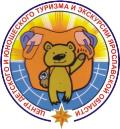 ЦЕНТР ДЕТСКОГО И ЮНОШЕСКОГО ТУРИЗМА И ЭКСКУРСИЙ ЯРОСЛАВСКОЙ ОБЛАСТИ